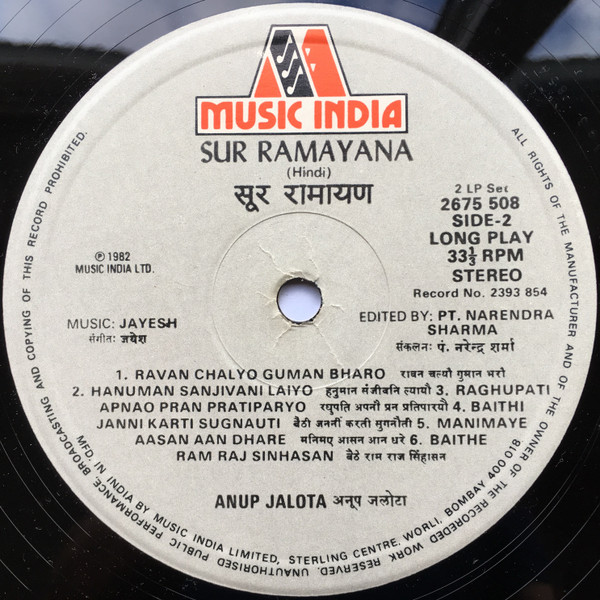 MUSIC INDIA
SUR RAMAYANA
(Hindi)
सूर रामायण
2 LP Set
2675 508
SIDE-2
LONG PLAY
33⅓ RPM
STEREO
Record No. 2393 854
℗ 1982
MUSIC INDIA LTD.
MUSIC: JAYESH
संगीत: जयेश
EDITED BY: PT. NARENDRA
SHARMA
संकलन: पं. नरेन्द्र शर्मा
1. RAVAN CHALYO GUMAN BHARO रावन चल्यौ गुमान भरो
2. HANUMAN SANJIVANI LAIYO हनुमान संजीवनि ल्यायौ 3. RAGHUPATI
APNAO PRAN PRATIPARYO रघुपति अपनौ प्रन प्रतिपारयौ 4. BAITHI
JANNI KARTI SUGNAUTI बैठी जननीं करती सुगनौती 5. MANIMAYE
AASAN AAN DHARE मनिमए आसन आन धरे 6. BAITHE
RAM RAJ SINHASAN बैठे राम राज सिंहासन
ANUP JALOTA अनूप जलोटा
MFD. IN INDIA BY MUSIC INDIA LIMITED, STERLING CENTRE, WORLI, BOMBAY 400 018
ALL RIGHTS OF THE MANUFACTURER AND OF THE OWNER OF THE RECORDED WORK RESERVED. UNAUTHORISED PUBLIC PERFORMANCE, BROADCASTING AND COPYING OF THIS RECORD PROHIBITED.